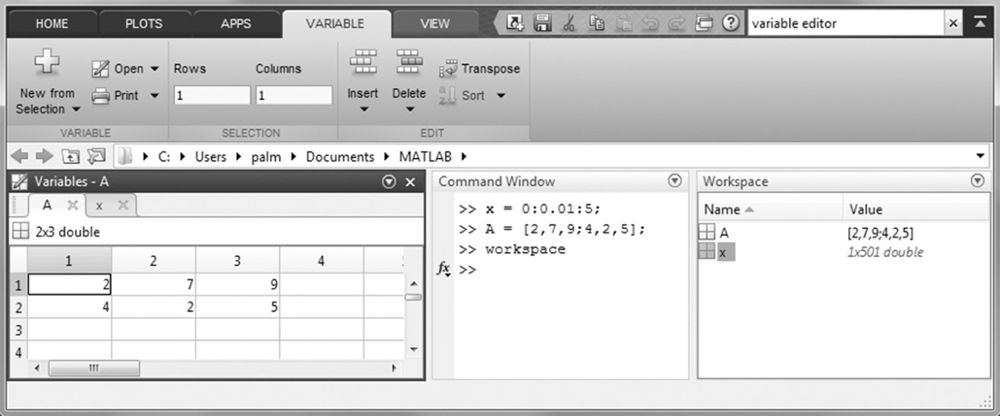 HOME PLOTS APPS VARIABLE VIEW variable editor
New from Selection
Open
Print
Rows Columns
1 1
Insert Delete
Transpose
Sort
VARIABLE SELECTION EDIT
C: Users palm Documents MATLAB
Variables - A
A x
2x3 double
1 2 3 4
1 2 7 9
2 4 2 5
3
4
Command Window
>> x = 0:0.01:5;
>> A = [2,7,9;4,2,5];
>> workspace
fx >>
Workspace
Name Value
A [2,7,9;4,2,5]
x 1x501 double